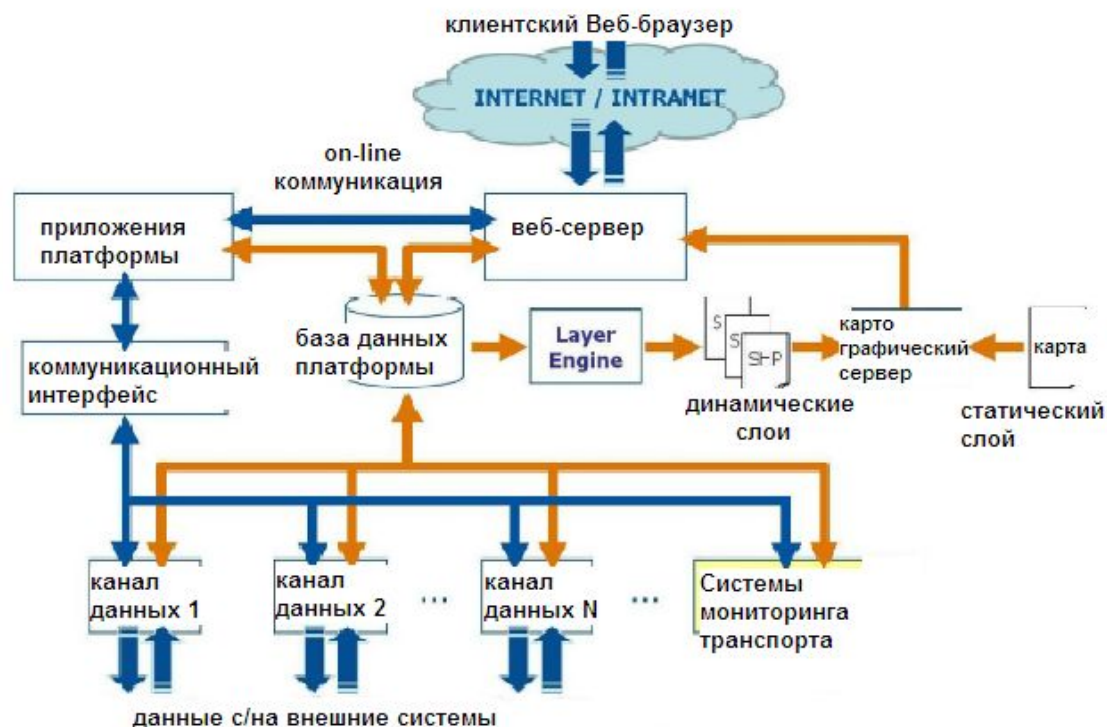 клиентский Веб-браузер
INTERNET / INTRAMET
on-line
коммуникация
приложения
платформы
веб-сервер
база данных
платформы
Layer
Engine
S
S
SHP
карто
графический
сервер
карта
коммуникационный
интерфейс
динамические
слои
статический
слой
канал
данных 1
канал
данных 2
...
канал
данных N
...
Системы
мониторинга
транспорта
данные с/на внешние системы